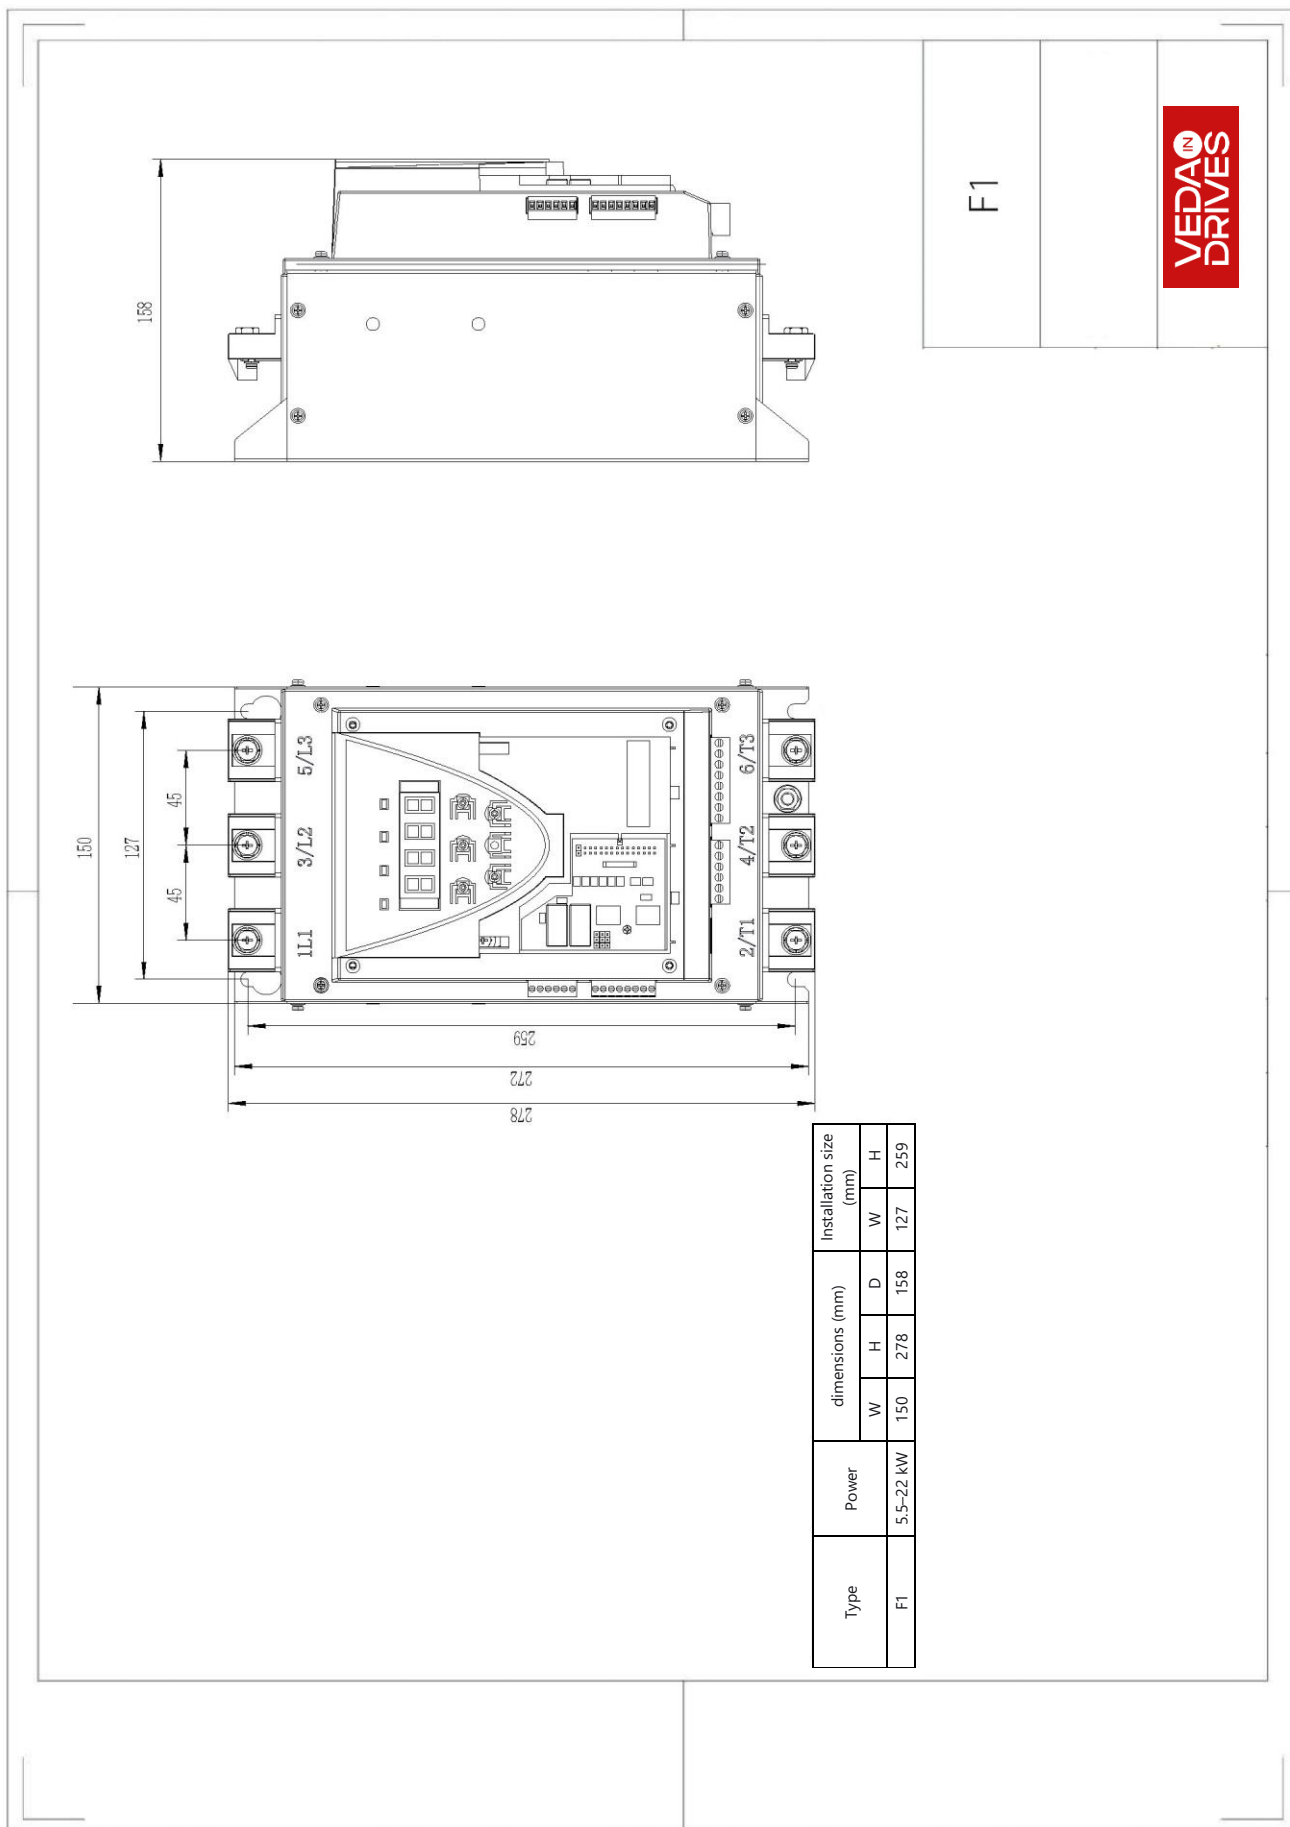 F1
VEDA IN
DRIVES
158
150
127
45
45
5/L3
3/L2
1L1
6/T3
4/T2
2/T1
259
272
278
Type Power dimensions (mm) Installation size (mm)
W H D W H
F1 5.5–22 kW 150 278 158 127 259